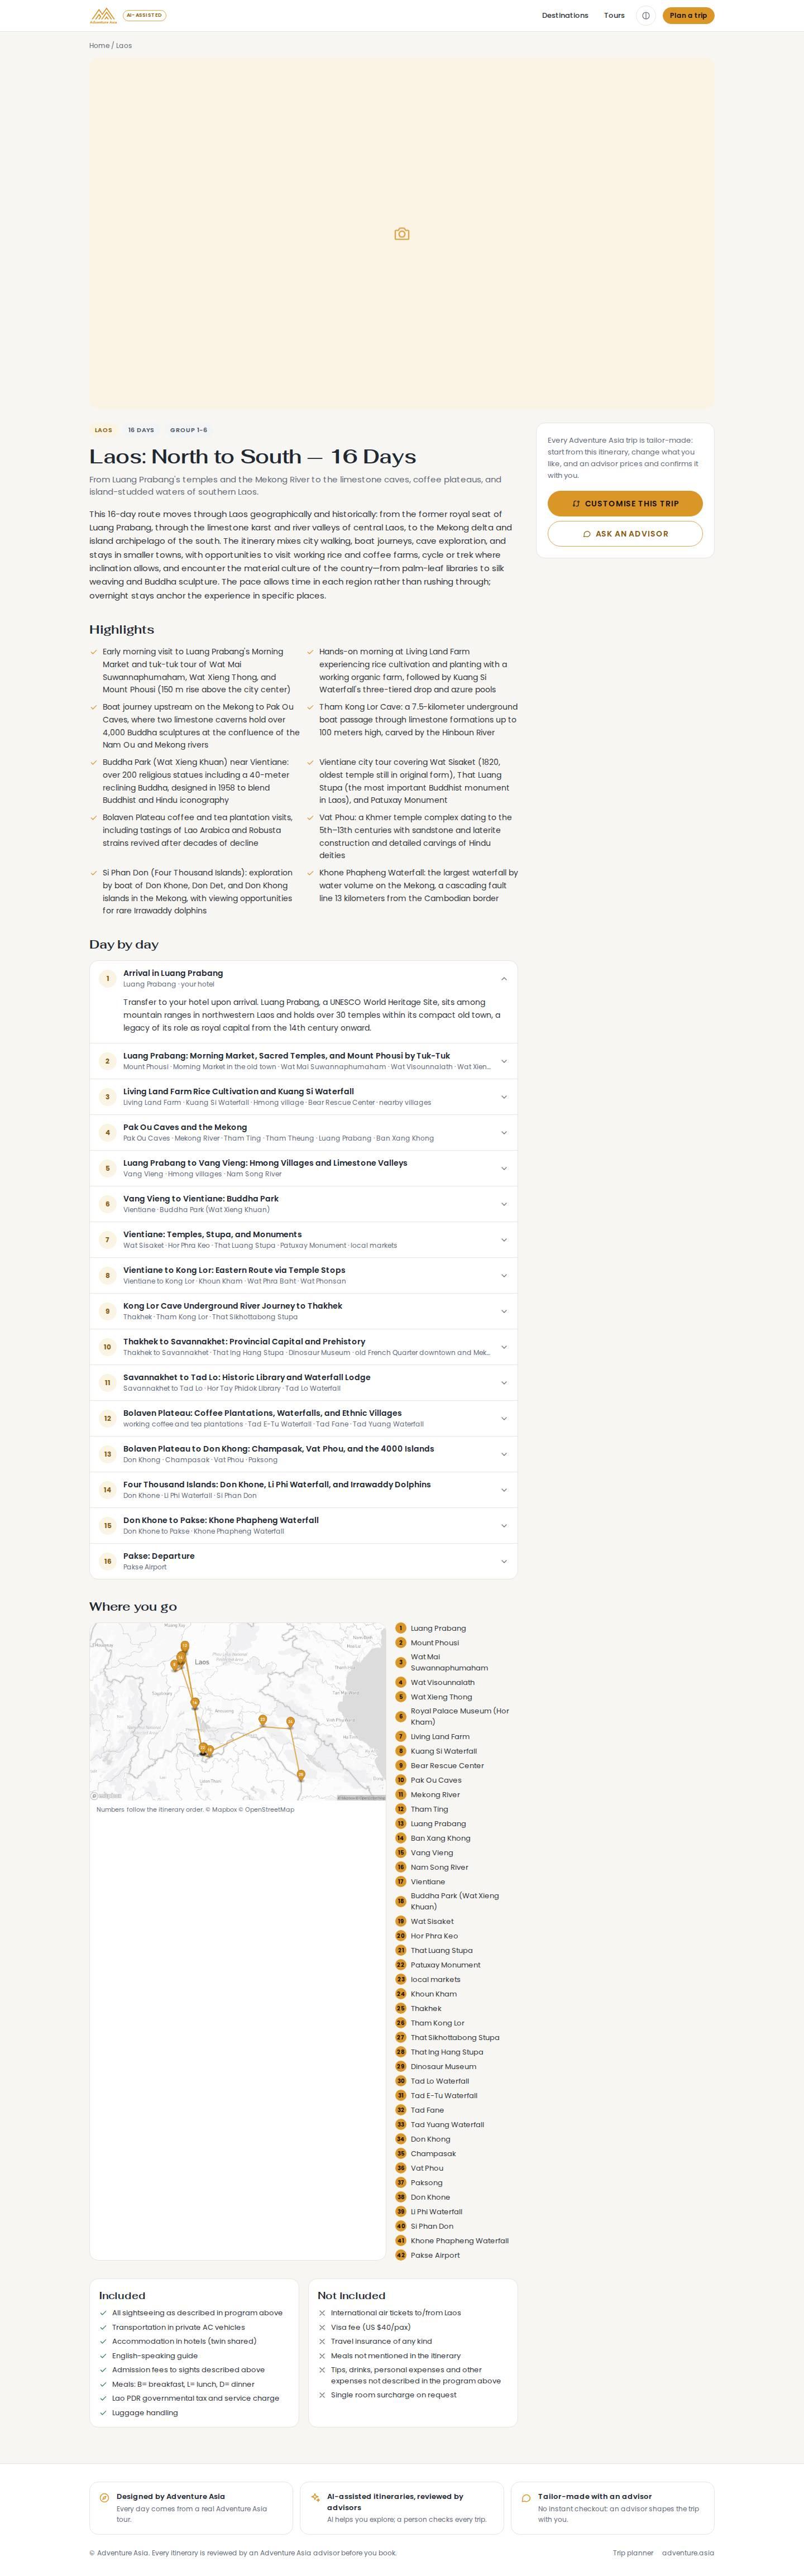 Adventure Asia
AI-ASSISTED
Destinations
Tours
Plan a trip
Home / Laos
LAOS
16 DAYS
GROUP 1–6
Laos: North to South — 16 Days
From Luang Prabang's temples and the Mekong River to the limestone caves, coffee plateaus, and
island-studded waters of southern Laos.
This 16-day route moves through Laos geographically and historically: from the former royal seat of
Luang Prabang, through the limestone karst and river valleys of central Laos, to the Mekong delta and
island archipelago of the south. The itinerary mixes city walking, boat journeys, cave exploration, and
stays in smaller towns, with opportunities to visit working rice and coffee farms, cycle or trek where
inclination allows, and encounter the material culture of the country—from palm-leaf libraries to silk
weaving and Buddha sculpture. The pace allows time in each region rather than rushing through;
overnight stays anchor the experience in specific places.
Every Adventure Asia trip is tailor-made:
start from this itinerary, change what you
like, and an advisor prices and confirms it
with you.
CUSTOMISE THIS TRIP
ASK AN ADVISOR
Highlights
Early morning visit to Luang Prabang's Morning
Market and tuk-tuk tour of Wat Mai
Suwannaphumaham, Wat Xieng Thong, and
Mount Phousi (150 m rise above the city center)
Hands-on morning at Living Land Farm
experiencing rice cultivation and planting with a
working organic farm, followed by Kuang Si
Waterfall's three-tiered drop and azure pools
Boat journey upstream on the Mekong to Pak Ou
Caves, where two limestone caverns hold over
4,000 Buddha sculptures at the confluence of the
Nam Ou and Mekong rivers
Tham Kong Lor Cave: a 7.5-kilometer underground
boat passage through limestone formations up to
100 meters high, carved by the Hinboun River
Buddha Park (Wat Xieng Khuan) near Vientiane:
over 200 religious statues including a 40-meter
reclining Buddha, designed in 1958 to blend
Buddhist and Hindu iconography
Vientiane city tour covering Wat Sisaket (1820,
oldest temple still in original form), That Luang
Stupa (the most important Buddhist monument
in Laos), and Patuxay Monument
Bolaven Plateau coffee and tea plantation visits,
including tastings of Lao Arabica and Robusta
strains revived after decades of decline
Vat Phou: a Khmer temple complex dating to the
5th–13th centuries with sandstone and laterite
construction and detailed carvings of Hindu
deities
Si Phan Don (Four Thousand Islands): exploration
by boat of Don Khone, Don Det, and Don Khong
islands in the Mekong, with viewing opportunities
for rare Irrawaddy dolphins
Khone Phapheng Waterfall: the largest waterfall by
water volume on the Mekong, a cascading fault
line 13 kilometers from the Cambodian border
Day by day
1
Arrival in Luang Prabang
Luang Prabang · your hotel
Transfer to your hotel upon arrival. Luang Prabang, a UNESCO World Heritage Site, sits among
mountain ranges in northwestern Laos and holds over 30 temples within its compact old town, a
legacy of its role as royal capital from the 14th century onward.
2
Luang Prabang: Morning Market, Sacred Temples, and Mount Phousi by Tuk-Tuk
Mount Phousi · Morning Market in the old town · Wat Mai Suwannaphumaham · Wat Visounnalath · Wat Xien…
3
Living Land Farm Rice Cultivation and Kuang Si Waterfall
Living Land Farm · Kuang Si Waterfall · Hmong village · Bear Rescue Center · nearby villages
4
Pak Ou Caves and the Mekong
Pak Ou Caves · Mekong River · Tham Ting · Tham Theung · Luang Prabang · Ban Xang Khong
5
Luang Prabang to Vang Vieng: Hmong Villages and Limestone Valleys
Vang Vieng · Hmong villages · Nam Song River
6
Vang Vieng to Vientiane: Buddha Park
Vientiane · Buddha Park (Wat Xieng Khuan)
7
Vientiane: Temples, Stupa, and Monuments
Wat Sisaket · Hor Phra Keo · That Luang Stupa · Patuxay Monument · local markets
8
Vientiane to Kong Lor: Eastern Route via Temple Stops
Vientiane to Kong Lor · Khoun Kham · Wat Phra Baht · Wat Phonsan
9
Kong Lor Cave Underground River Journey to Thakhek
Thakhek · Tham Kong Lor · That Sikhottabong Stupa
10
Thakhek to Savannakhet: Provincial Capital and Prehistory
Thakhek to Savannakhet · That Ing Hang Stupa · Dinosaur Museum · old French Quarter downtown and Mek…
11
Savannakhet to Tad Lo: Historic Library and Waterfall Lodge
Savannakhet to Tad Lo · Hor Tay Phidok Library · Tad Lo Waterfall
12
Bolaven Plateau: Coffee Plantations, Waterfalls, and Ethnic Villages
working coffee and tea plantations · Tad E-Tu Waterfall · Tad Fane · Tad Yuang Waterfall
13
Bolaven Plateau to Don Khong: Champasak, Vat Phou, and the 4000 Islands
Don Khong · Champasak · Vat Phou · Paksong
14
Four Thousand Islands: Don Khone, Li Phi Waterfall, and Irrawaddy Dolphins
Don Khone · Li Phi Waterfall · Si Phan Don
15
Don Khone to Pakse: Khone Phapheng Waterfall
Don Khone to Pakse · Khone Phapheng Waterfall
16
Pakse: Departure
Pakse Airport
Where you go
Laos
mapbox
Numbers follow the itinerary order. © Mapbox © OpenStreetMap
1 Luang Prabang
2 Mount Phousi
3 Wat Mai
Suwannaphumaham
4 Wat Visounnalath
5 Wat Xieng Thong
6 Royal Palace Museum (Hor
Kham)
7 Living Land Farm
8 Kuang Si Waterfall
9 Bear Rescue Center
10 Pak Ou Caves
11 Mekong River
12 Tham Ting
13 Luang Prabang
14 Ban Xang Khong
15 Vang Vieng
16 Nam Song River
17 Vientiane
18 Buddha Park (Wat Xieng
Khuan)
19 Wat Sisaket
20 Hor Phra Keo
21 That Luang Stupa
22 Patuxay Monument
23 local markets
24 Khoun Kham
25 Thakhek
26 Tham Kong Lor
27 That Sikhottabong Stupa
28 That Ing Hang Stupa
29 Dinosaur Museum
30 Tad Lo Waterfall
31 Tad E-Tu Waterfall
32 Tad Fane
33 Tad Yuang Waterfall
34 Don Khong
35 Champasak
36 Vat Phou
37 Paksong
38 Don Khone
39 Li Phi Waterfall
40 Si Phan Don
41 Khone Phapheng Waterfall
42 Pakse Airport
Included
All sightseeing as described in program above
Transportation in private AC vehicles
Accommodation in hotels (twin shared)
English-speaking guide
Admission fees to sights described above
Meals: B= breakfast, L= lunch, D= dinner
Lao PDR governmental tax and service charge
Luggage handling
Not included
International air tickets to/from Laos
Visa fee (US $40/pax)
Travel insurance of any kind
Meals not mentioned in the itinerary
Tips, drinks, personal expenses and other
expenses not described in the program above
Single room surcharge on request
Designed by Adventure Asia
Every day comes from a real Adventure Asia
tour.
AI-assisted itineraries, reviewed by
advisors
AI helps you explore; a person checks every trip.
Tailor-made with an advisor
No instant checkout: an advisor shapes the trip
with you.
© Adventure Asia. Every itinerary is reviewed by an Adventure Asia advisor before you book.
Trip planner
adventure.asia